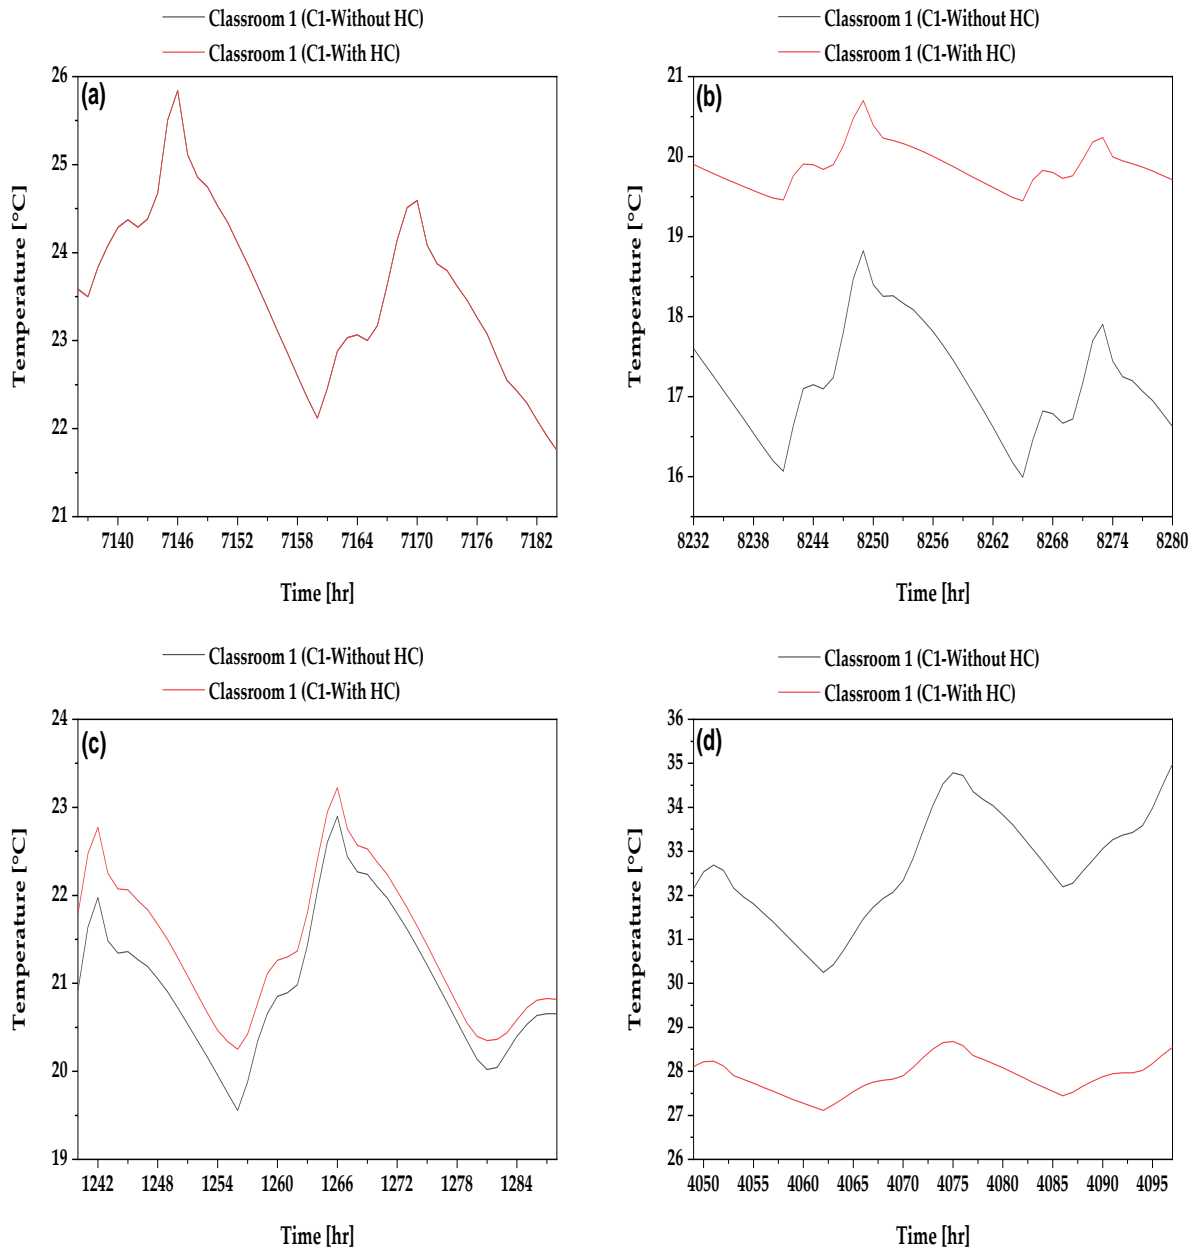 Classroom 1 (C1-Without HC)
Classroom 1 (C1-With HC)
(a)
26
25
24
23
22
21
Temperature [°C]
7140 7146 7152 7158 7164 7170 7176 7182
Time [hr]
Classroom 1 (C1-Without HC)
Classroom 1 (C1-With HC)
(b)
21
20
19
18
17
16
Temperature [°C]
8232 8238 8244 8250 8256 8262 8268 8274 8280
Time [hr]
Classroom 1 (C1-Without HC)
Classroom 1 (C1-With HC)
(c)
24
23
22
21
20
19
Temperature [°C]
1242 1248 1254 1260 1266 1272 1278 1284
Time [hr]
Classroom 1 (C1-Without HC)
Classroom 1 (C1-With HC)
(d)
36
35
34
33
32
31
30
29
28
27
26
Temperature [°C]
4050 4055 4060 4065 4070 4075 4080 4085 4090 4095
Time [hr]